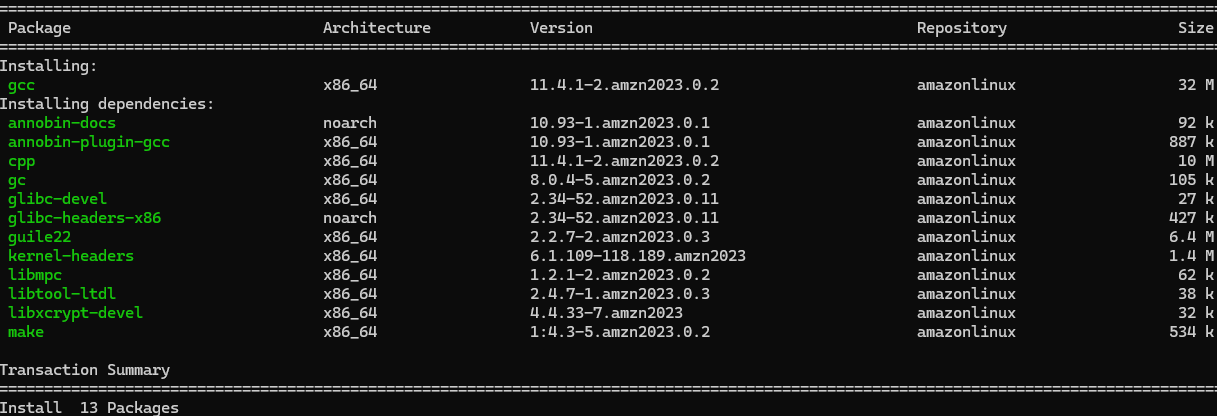 ================================================================================
Package Architecture Version Repository Size
================================================================================
Installing:
gcc x86_64 11.4.1-2.amzn2023.0.2 amazonlinux 32 M
Installing dependencies:
annobin-docs noarch 10.93-1.amzn2023.0.1 amazonlinux 92 k
annobin-plugin-gcc x86_64 10.93-1.amzn2023.0.1 amazonlinux 887 k
cpp x86_64 11.4.1-2.amzn2023.0.2 amazonlinux 10 M
gc x86_64 8.0.4-5.amzn2023.0.2 amazonlinux 105 k
glibc-devel x86_64 2.34-52.amzn2023.0.11 amazonlinux 27 k
glibc-headers-x86 noarch 2.34-52.amzn2023.0.11 amazonlinux 427 k
guile22 x86_64 2.2.7-2.amzn2023.0.3 amazonlinux 6.4 M
kernel-headers x86_64 6.1.109-118.189.amzn2023 amazonlinux 1.4 M
libmpc x86_64 1.2.1-2.amzn2023.0.2 amazonlinux 62 k
libtool-ltdl x86_64 2.4.7-1.amzn2023.0.3 amazonlinux 38 k
libxcrypt-devel x86_64 4.4.33-7.amzn2023 amazonlinux 32 k
make x86_64 1:4.3-5.amzn2023.0.2 amazonlinux 534 k
Transaction Summary
================================================================================
Install 13 Packages